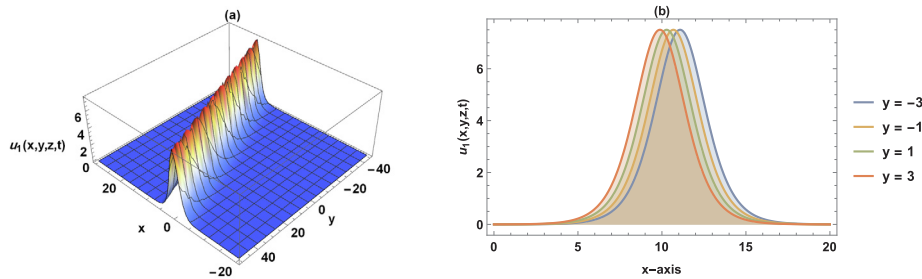 (a)
6
4
2
0
u₁(x,y,z,t)
20
x
0
-20
-40
-20
0
y
20
40
(b)
u₁(x,y,z,t)
6
4
2
0
0 5 10 15 20
x-axis
y = -3
y = -1
y = 1
y = 3